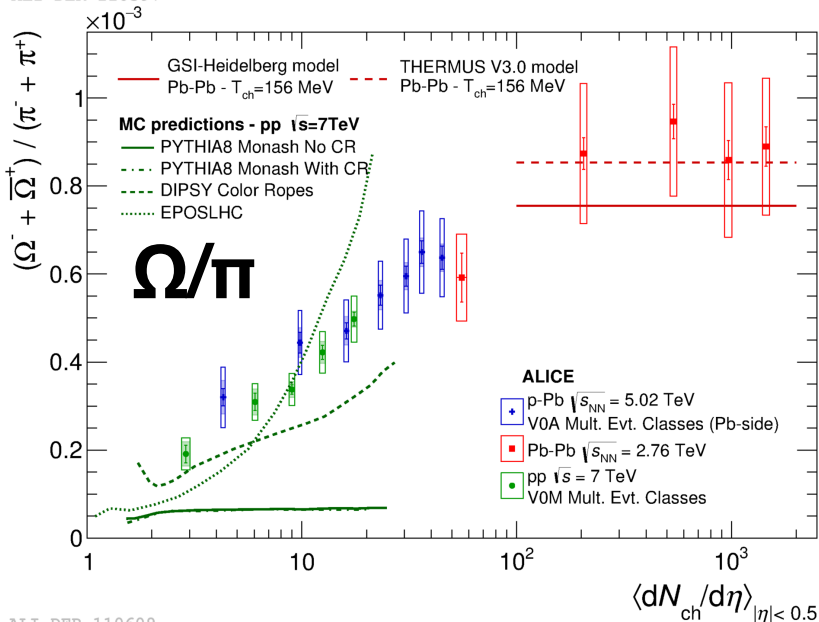 ×10⁻³
(Ω⁻ + Ω̅⁺) / (π⁻ + π⁺)
1
0.8
0.6
0.4
0.2
0
GSI-Heidelberg model
Pb-Pb - T_ch=156 MeV
THERMUS V3.0 model
Pb-Pb - T_ch=156 MeV
MC predictions - pp √s=7TeV
PYTHIA8 Monash No CR
PYTHIA8 Monash With CR
DIPSY Color Ropes
EPOSLHC
Ω/π
ALICE
p-Pb √s_NN = 5.02 TeV
V0A Mult. Evt. Classes (Pb-side)
Pb-Pb √s_NN = 2.76 TeV
pp √s = 7 TeV
V0M Mult. Evt. Classes
1
10
10²
10³
⟨dN_ch/dη⟩_|η|< 0.5